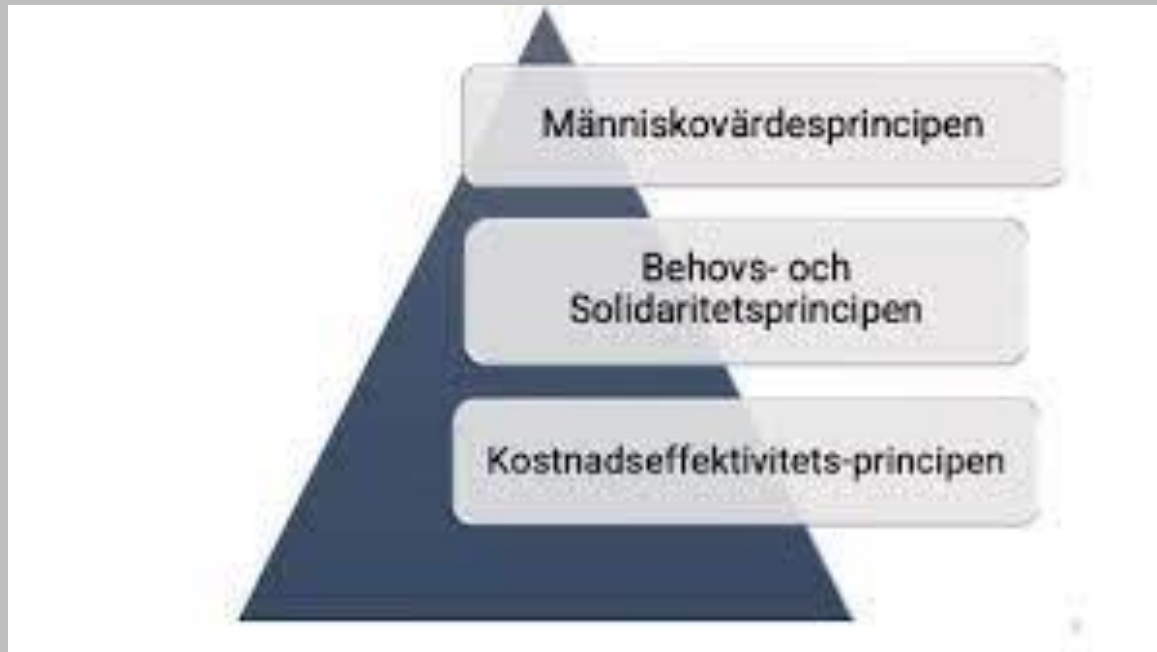 Människovärdesprincipen
Behovs- och
Solidaritetsprincipen
Kostnadseffektivitets-principen